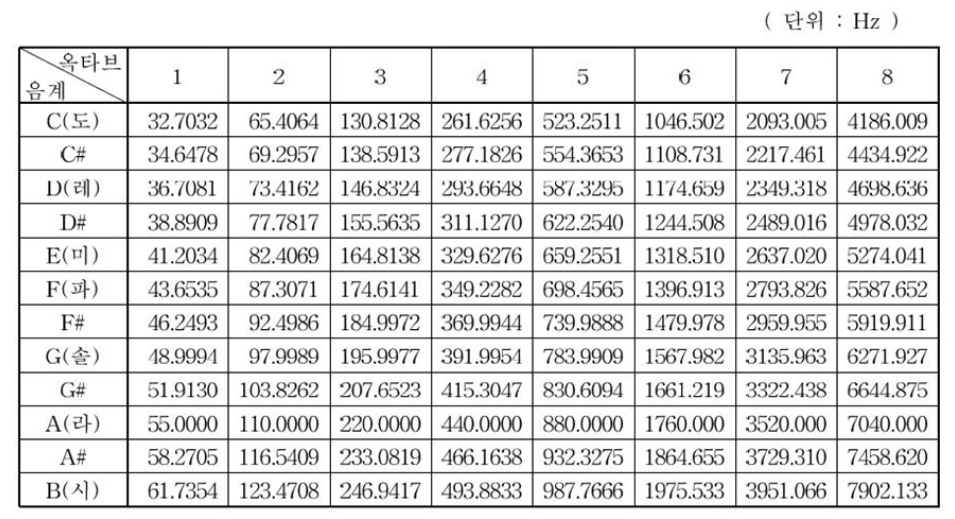 ( 단위 : Hz )
옥타브
음계 1 2 3 4 5 6 7 8
C(도) 32.7032 65.4064 130.8128 261.6256 523.2511 1046.502 2093.005 4186.009
C# 34.6478 69.2957 138.5913 277.1826 554.3653 1108.731 2217.461 4434.922
D(레) 36.7081 73.4162 146.8324 293.6648 587.3295 1174.659 2349.318 4698.636
D# 38.8909 77.7817 155.5635 311.1270 622.2540 1244.508 2489.016 4978.032
E(미) 41.2034 82.4069 164.8138 329.6276 659.2551 1318.510 2637.020 5274.041
F(파) 43.6535 87.3071 174.6141 349.2282 698.4565 1396.913 2793.826 5587.652
F# 46.2493 92.4986 184.9972 369.9944 739.9888 1479.978 2959.955 5919.911
G(솔) 48.9994 97.9989 195.9977 391.9954 783.9909 1567.982 3135.963 6271.927
G# 51.9130 103.8262 207.6523 415.3047 830.6094 1661.219 3322.438 6644.875
A(라) 55.0000 110.0000 220.0000 440.0000 880.0000 1760.000 3520.000 7040.000
A# 58.2705 116.5409 233.0819 466.1638 932.3275 1864.655 3729.310 7458.620
B(시) 61.7354 123.4708 246.9417 493.8833 987.7666 1975.533 3951.066 7902.133